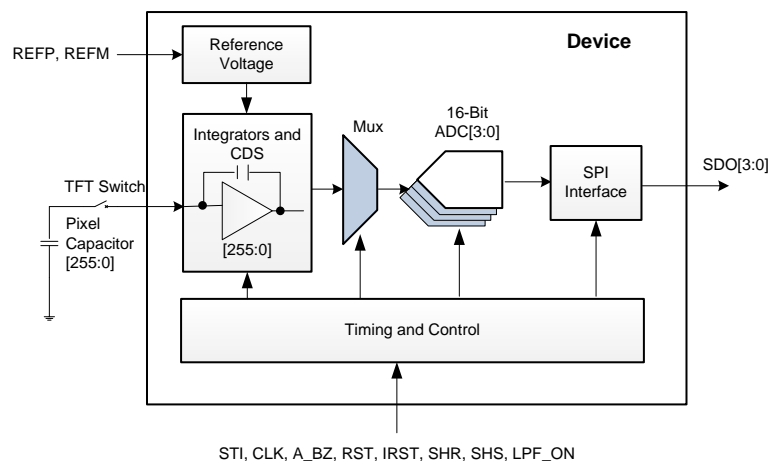 Device
REFP, REFM
Reference
Voltage
Integrators and
CDS
[255:0]
Mux
16-Bit
ADC[3:0]
SPI
Interface
SDO[3:0]
TFT Switch
Pixel
Capacitor
[255:0]
Timing and Control
STI, CLK, A_BZ, RST, IRST, SHR, SHS, LPF_ON